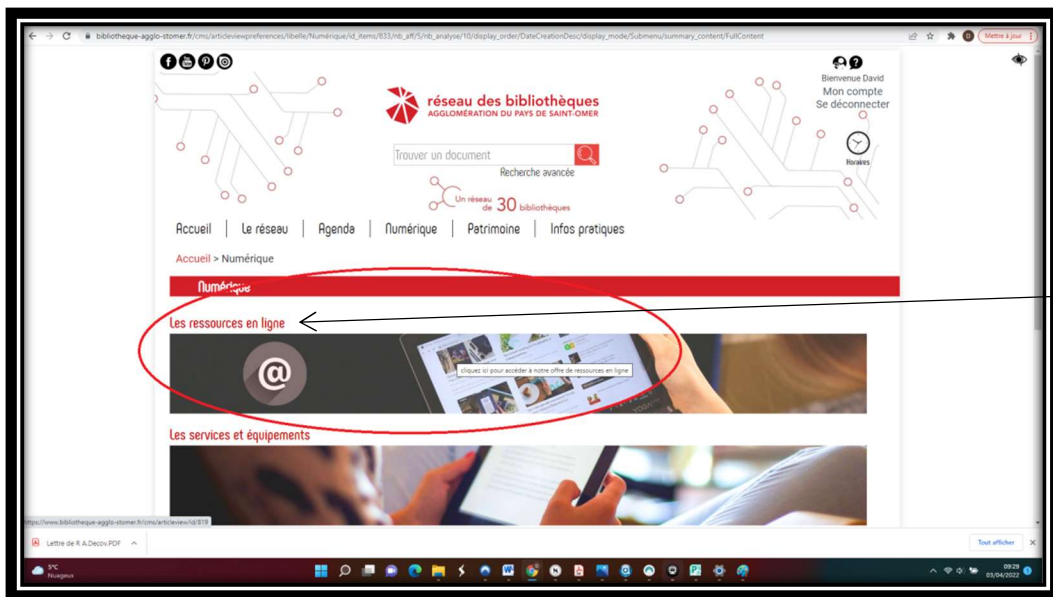 bibliotheque-agglo-stomer.fr/cms/articleviewpreferences/libelle/Numérique/id_items/833/nb_aff/5/nb_analyse/10/display_order/DateCreationDesc/display_mode/Submenu/summary_content/FullContent
Mettre à jour
Bienvenue David
Mon compte
Se déconnecter
réseau des bibliothèques
AGGLOMÉRATION DU PAYS DE SAINT-OMER
Trouver un document
Recherche avancée
Horaires
Un réseau
de 30 bibliothèques
Accueil | Le réseau | Agenda | Numérique | Patrimoine | Infos pratiques
Accueil > Numérique
Numérique
Les ressources en ligne
@
cliquez ici pour accéder à notre offre de ressources en ligne
Les services et équipements
https://www.bibliotheque-agglo-stomer.fr/cms/articleview/id/819
Lettre de R A.Decov.PDF
Tout afficher
5°C
Nuageux
09:29
03/04/2022